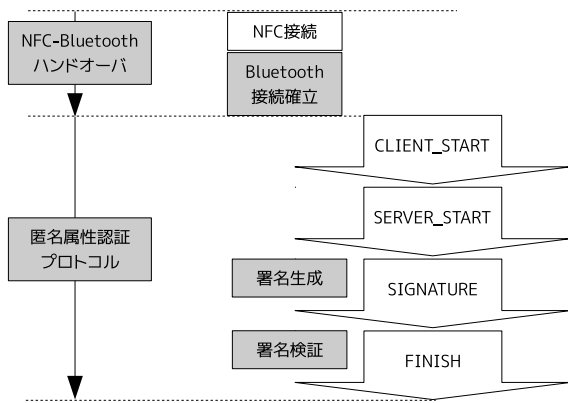 NFC-Bluetooth
ハンドオーバ
NFC接続
Bluetooth
接続確立
CLIENT_START
SERVER_START
匿名属性認証
プロトコル
署名生成
SIGNATURE
署名検証
FINISH